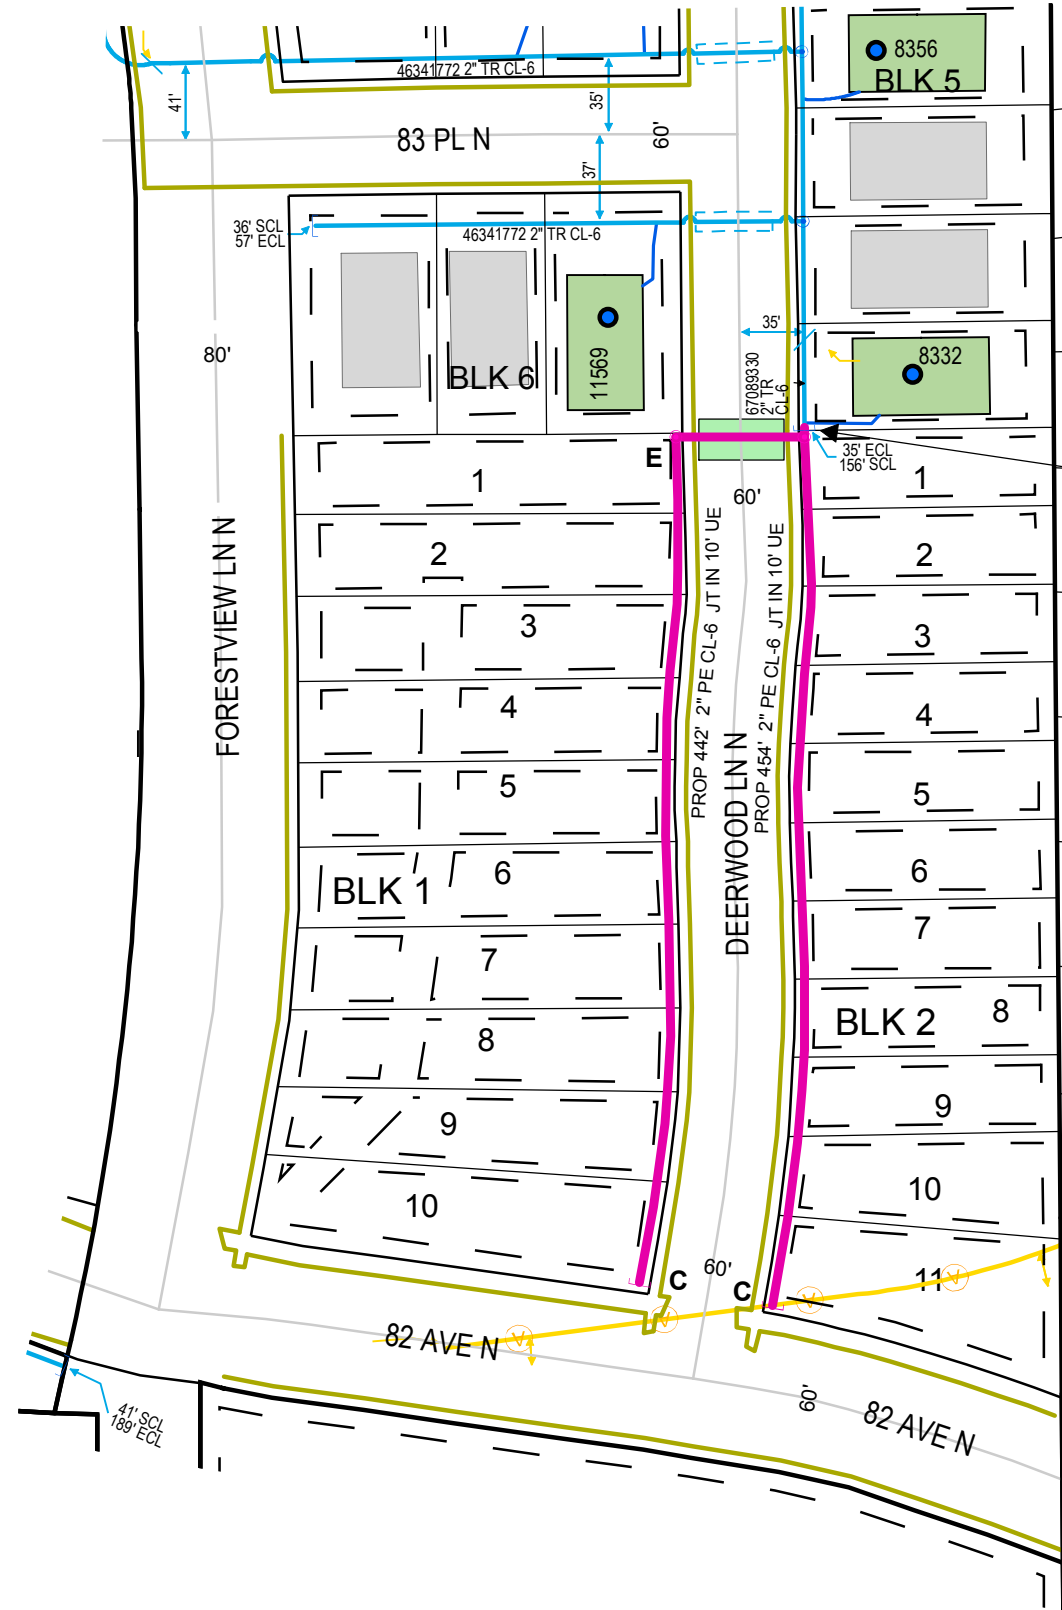 8356
BLK 5
46341772 2" TR CL-6
41'
35'
83 PL N
60'
37'
36' SCL
57' ECL
46341772 2" TR CL-6
35'
80'
BLK 6
11569
67089330
2" TR
CL-6
8332
E
35' ECL
156' SCL
1
60'
1
2
2
3
3
4
4
5
5
6
6
BLK 1
7
7
8
BLK 2
8
9
9
10
10
11
FORESTVIEW LN N
PROP 442' 2" PE CL-6 JT IN 10' UE
DEERWOOD LN N
PROP 454' 2" PE CL-6 JT IN 10' UE
C
60'
C
A
A
A
A
82 AVE N
60'
82 AVE N
41' SCL
189' ECL